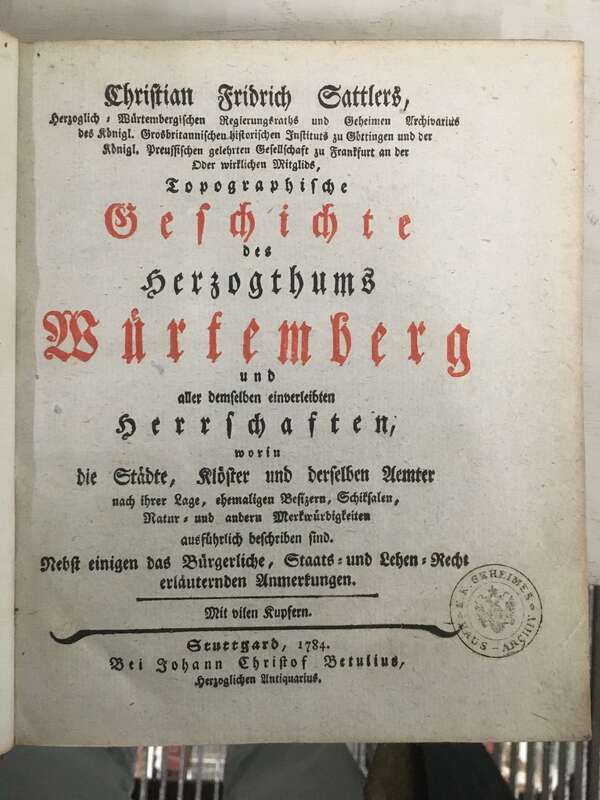 Christian Fridrich Sattlers,
Herzoglich-Würtembergischen Regierungsraths und Geheimen Archivarius
des Königl. Grosbritannischen historischen Instituts zu Göttingen und der
Königl. Preussischen gelehrten Gesellschaft zu Frankfurt an der
Oder wirklichen Mitglids,
Topographische
Geschichte
des
Herzogthums
Würtemberg
und
aller demselben einverleibten
Herrschaften,
worin
die Städte, Klöster und derselben Aemter
nach ihrer Lage, ehemaligen Besizern, Schiksalen,
Natur- und andern Merkwürdigkeiten
ausführlich beschriben sind.
Nebst einigen das Bürgerliche, Staats- und Lehen-Recht
erläuternden Anmerkungen.
Mit vilen Kupfern.
Stuttgard, 1784.
Bei Johann Christof Betulius,
Herzoglichen Antiquarius.
K. K. GEHEIMES
HAUS-ARCHIV